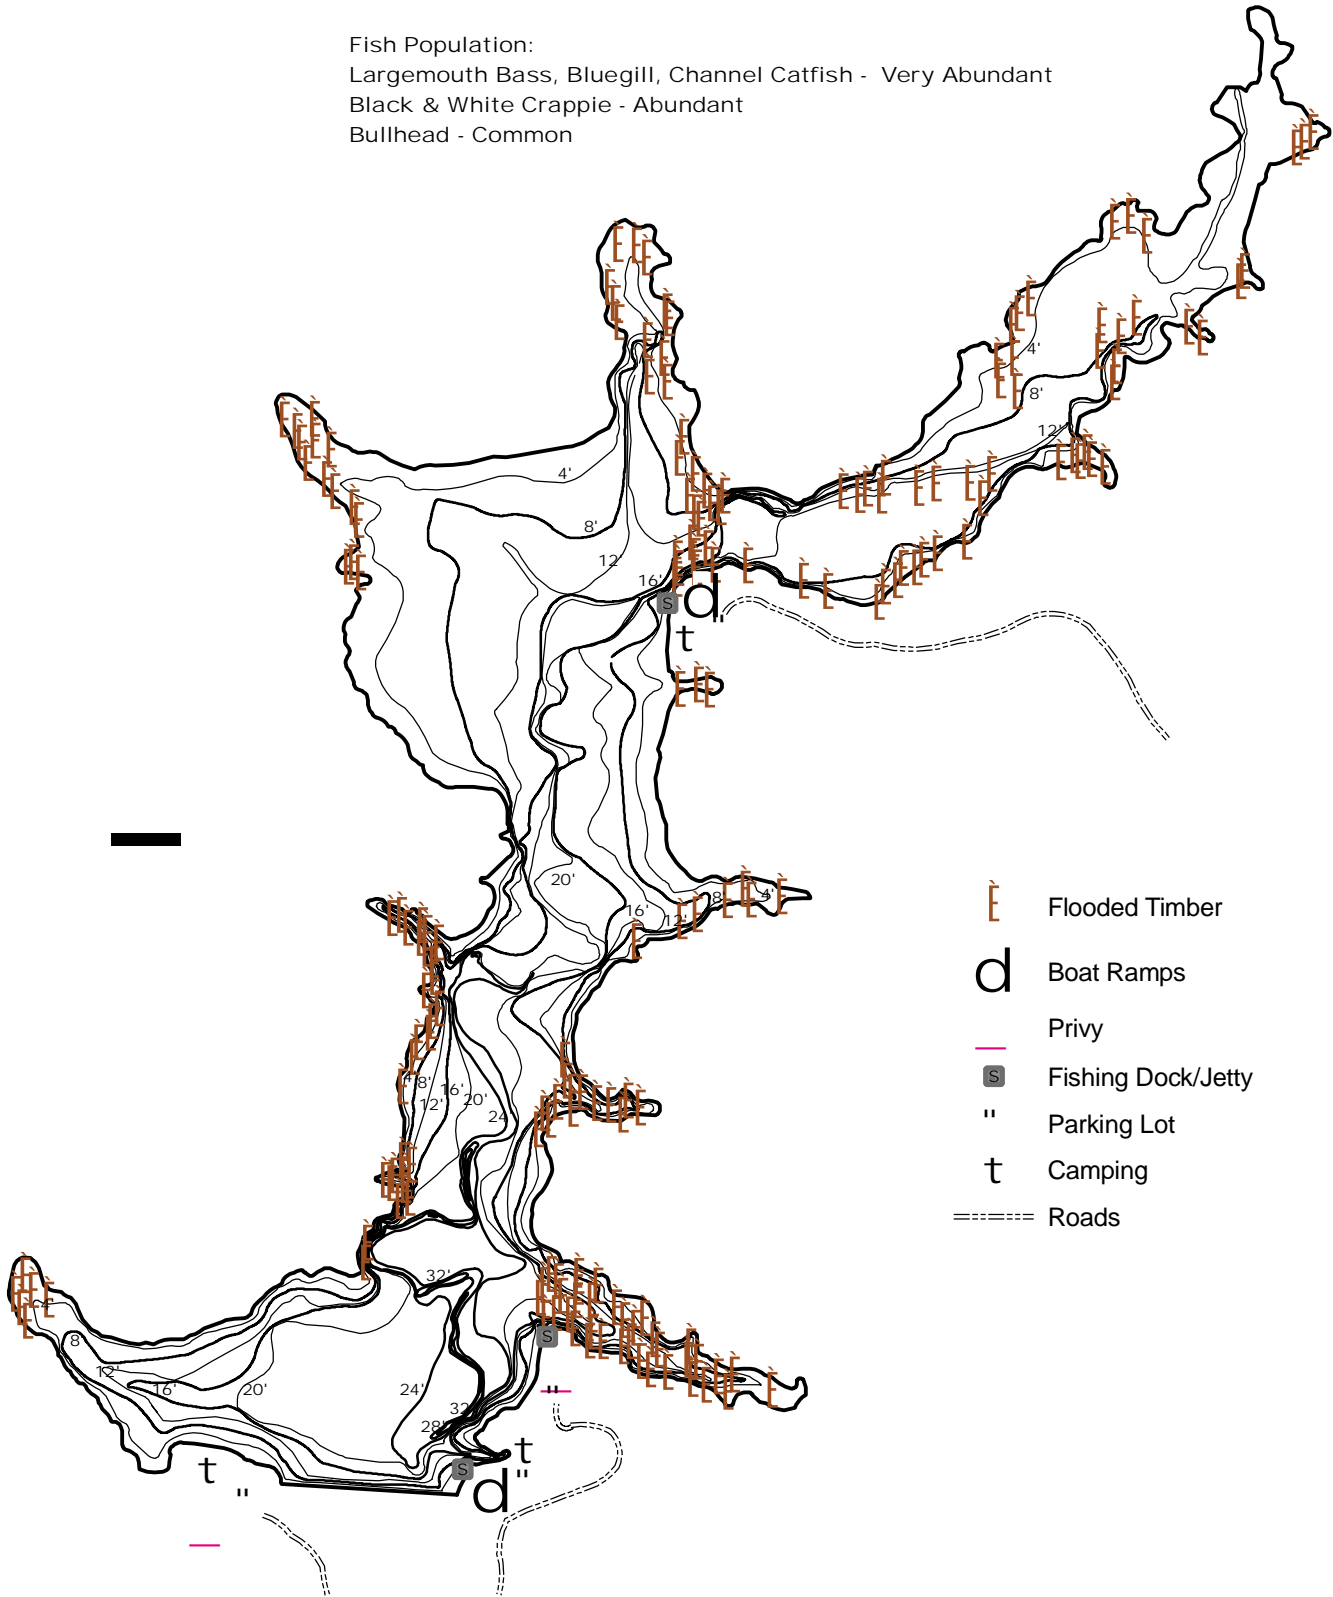 Fish Population:
Largemouth Bass, Bluegill, Channel Catfish - Very Abundant
Black & White Crappie - Abundant
Bullhead - Common
4'
8'
12'
4'
8'
12'
16'
S
d
"
t
20'
16'
12'
8'
4'
Flooded Timber
d Boat Ramps
Privy
S Fishing Dock/Jetty
" Parking Lot
t Camping
Roads
4'
8'
12'
16'
20'
24'
32'
4'
8'
12'
16'
20'
24'
32'
28'
S
"
t
S
d
"
t
"